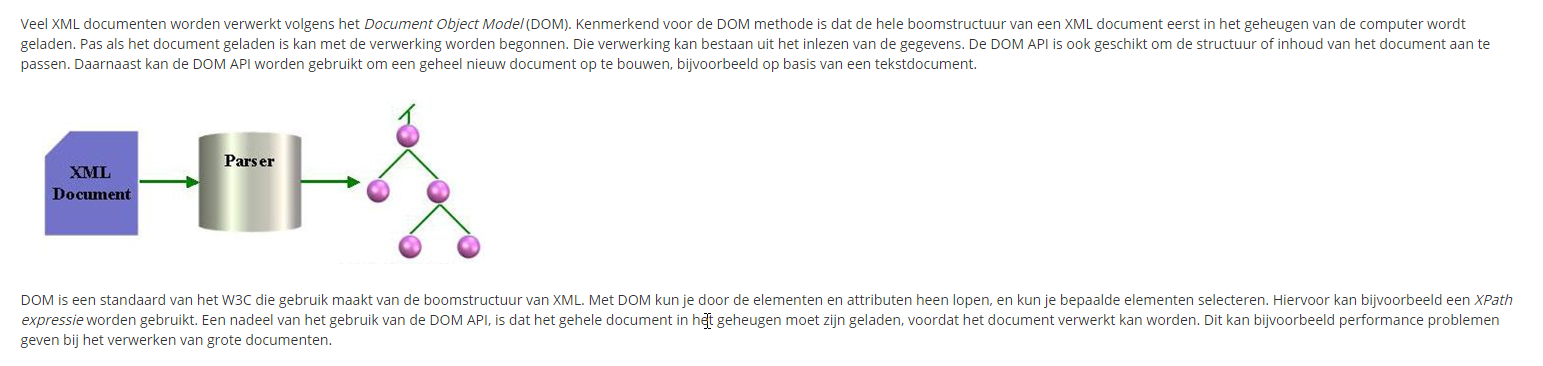 Veel XML documenten worden verwerkt volgens het Document Object Model (DOM). Kenmerkend voor de DOM methode is dat de hele boomstructuur van een XML document eerst in het geheugen van de computer wordt
geladen. Pas als het document geladen is kan met de verwerking worden begonnen. Die verwerking kan bestaan uit het inlezen van de gegevens. De DOM API is ook geschikt om de structuur of inhoud van het document aan te
passen. Daarnaast kan de DOM API worden gebruikt om een geheel nieuw document op te bouwen, bijvoorbeeld op basis van een tekstdocument.
XML
Document
Parser
DOM is een standaard van het W3C die gebruik maakt van de boomstructuur van XML. Met DOM kun je door de elementen en attributen heen lopen, en kun je bepaalde elementen selecteren. Hiervoor kan bijvoorbeeld een XPath
expressie worden gebruikt. Een nadeel van het gebruik van de DOM API, is dat het gehele document in het geheugen moet zijn geladen, voordat het document verwerkt kan worden. Dit kan bijvoorbeeld performance problemen
geven bij het verwerken van grote documenten.